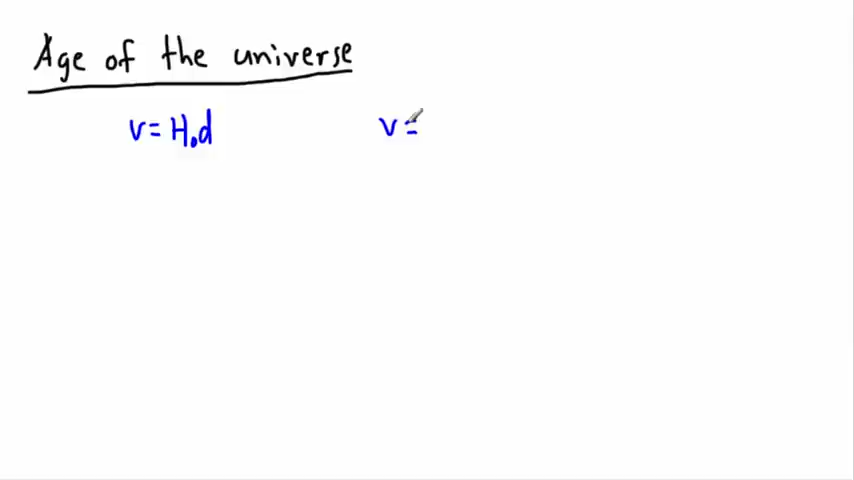 Age of the universe
v = H₀d v =